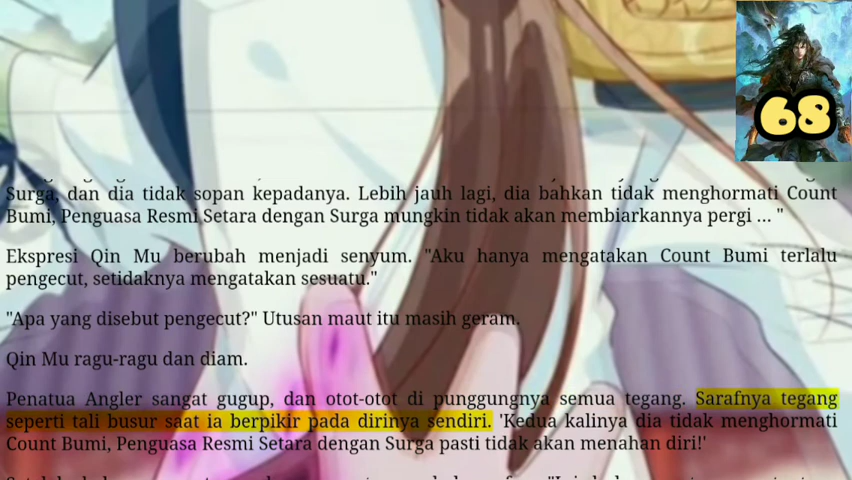 68
Surga, dan dia tidak sopan kepadanya. Lebih jauh lagi, dia bahkan tidak menghormati Count
Bumi, Penguasa Resmi Setara dengan Surga mungkin tidak akan membiarkannya pergi ... "
Ekspresi Qin Mu berubah menjadi senyum. "Aku hanya mengatakan Count Bumi terlalu
pengecut, setidaknya mengatakan sesuatu."
"Apa yang disebut pengecut?" Utusan maut itu masih geram.
Qin Mu ragu-ragu dan diam.
Penatua Angler sangat gugup, dan otot-otot di punggungnya semua tegang. Sarafnya tegang
seperti tali busur saat ia berpikir pada dirinya sendiri. 'Kedua kalinya dia tidak menghormati
Count Bumi, Penguasa Resmi Setara dengan Surga pasti tidak akan menahan diri!'